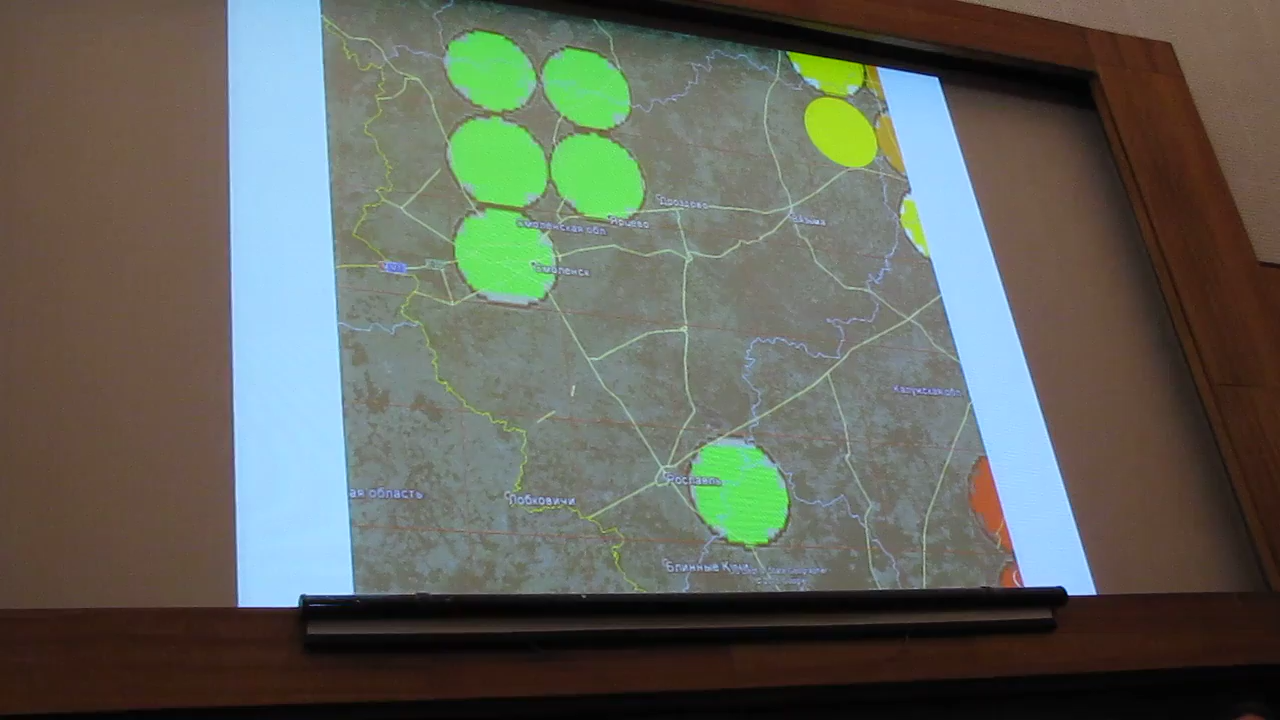 Дроздово
Ярцево
Смоленская обл.
Вязьма
Смоленск
Калужская обл.
Рославль
ая область
Лобковичи
Блинные Кучи